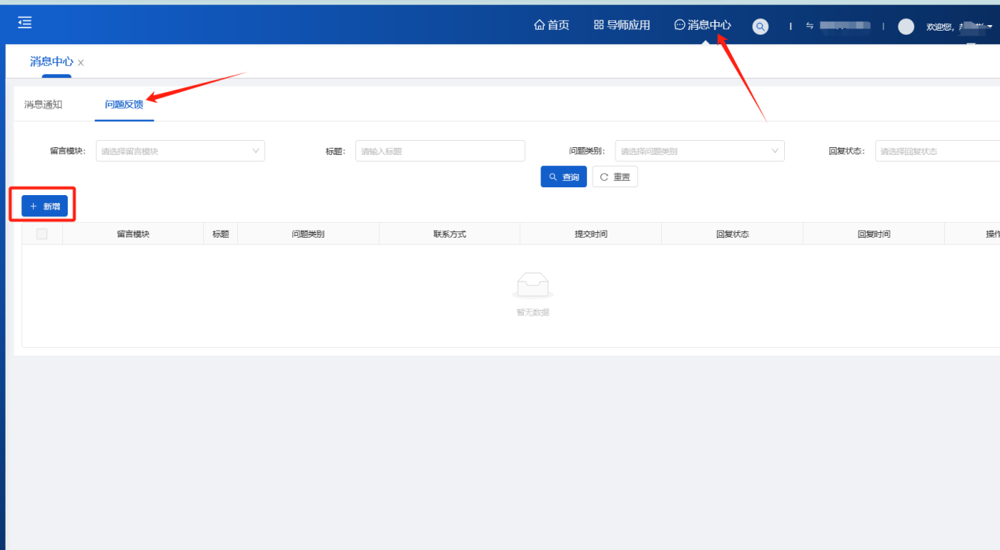 首页 导师应用 消息中心 欢迎您,
消息中心
消息通知 问题反馈
留言模块: 请选择留言模块 标题: 请输入标题 问题类别: 请选择问题类别 回复状态: 请选择回复状态
查询 重置
+ 新增
留言模块 标题 问题类别 联系方式 提交时间 回复状态 回复时间 操作
暂无数据